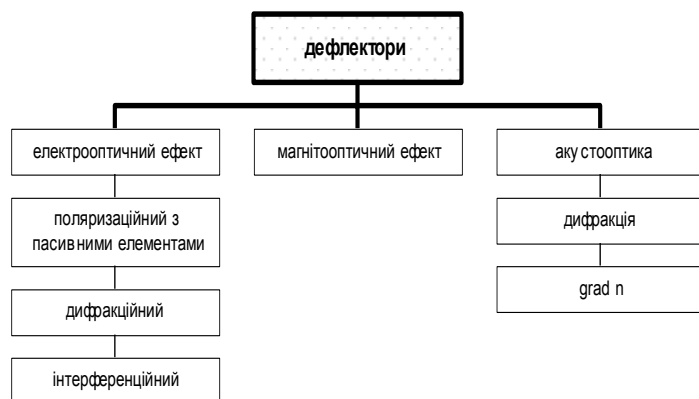 дефлектори
електрооптичний ефект
магнітооптичний ефект
акустооптика
поляризаційний з
пасивними елементами
дифракція
grad n
дифракційний
інтерференційний